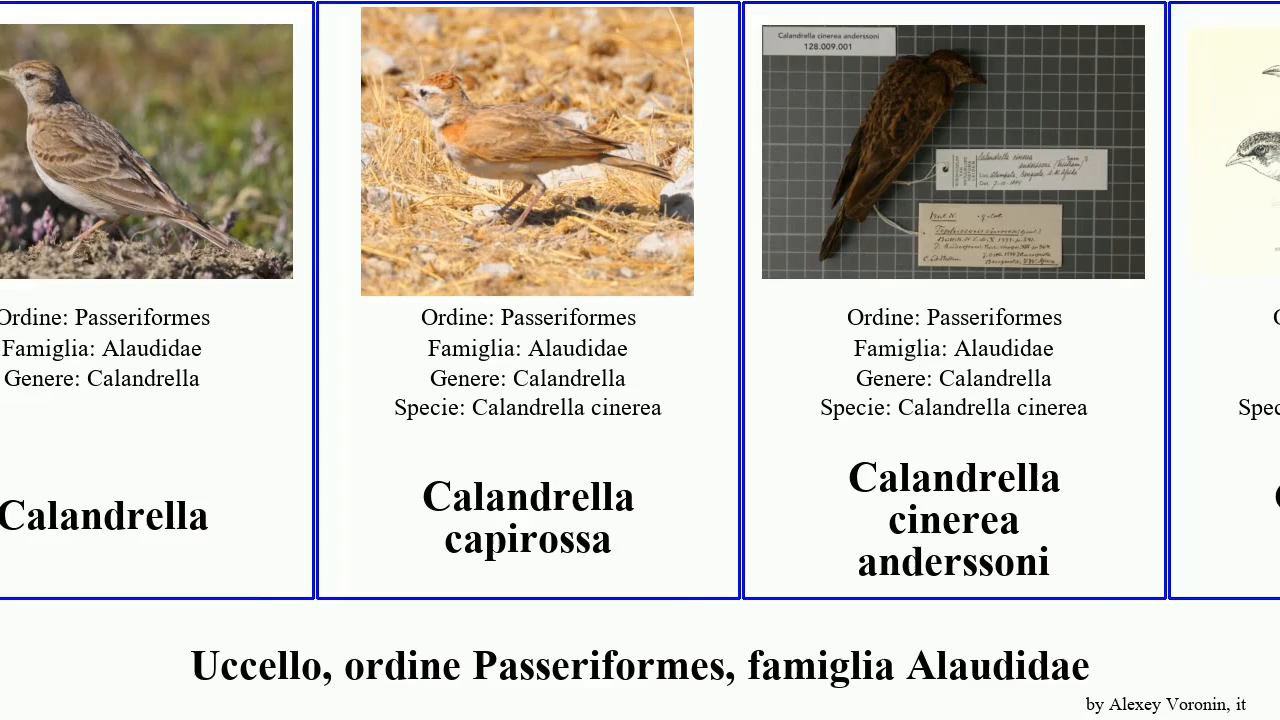 Calandrella cinerea anderssoni
128.009.001
Ordine: Passeriformes
Famiglia: Alaudidae
Genere: Calandrella
Calandrella
Ordine: Passeriformes
Famiglia: Alaudidae
Genere: Calandrella
Specie: Calandrella cinerea
Calandrella
capirossa
Ordine: Passeriformes
Famiglia: Alaudidae
Genere: Calandrella
Specie: Calandrella cinerea
Calandrella
cinerea
anderssoni
Uccello, ordine Passeriformes, famiglia Alaudidae
by Alexey Voronin, it